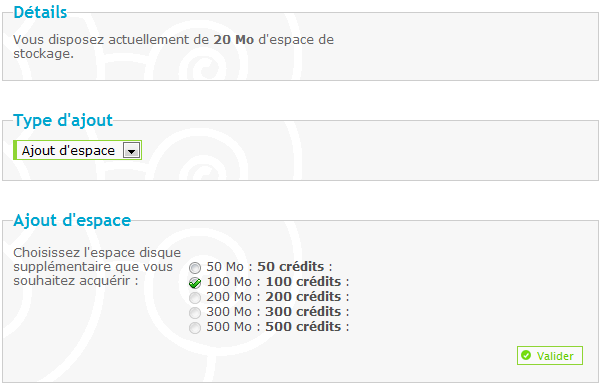 Détails
Vous disposez actuellement de 20 Mo d'espace de
stockage.
Type d'ajout
Ajout d'espace
Ajout d'espace
Choisissez l'espace disque
supplémentaire que vous
souhaitez acquérir :
50 Mo : 50 crédits :
100 Mo : 100 crédits :
200 Mo : 200 crédits :
300 Mo : 300 crédits :
500 Mo : 500 crédits :
Valider